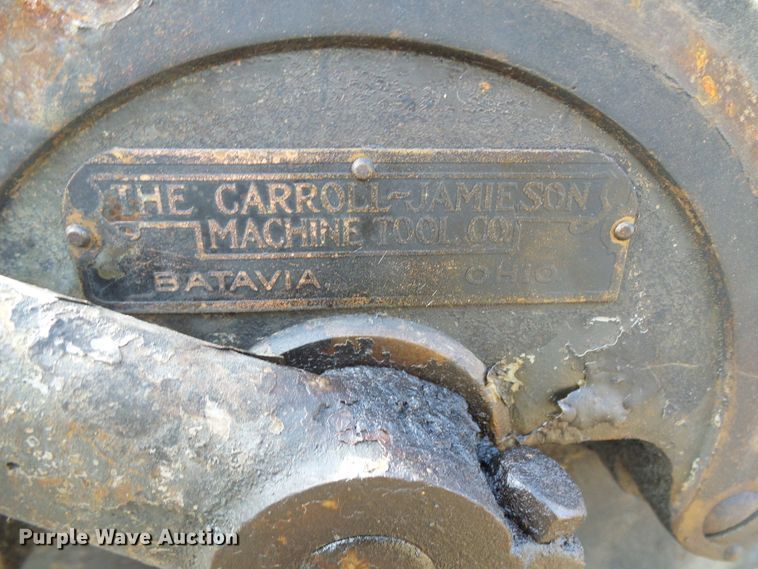 THE CARROLL-JAMIESON
MACHINE TOOL CO.
BATAVIA, OHIO
Purple Wave Auction